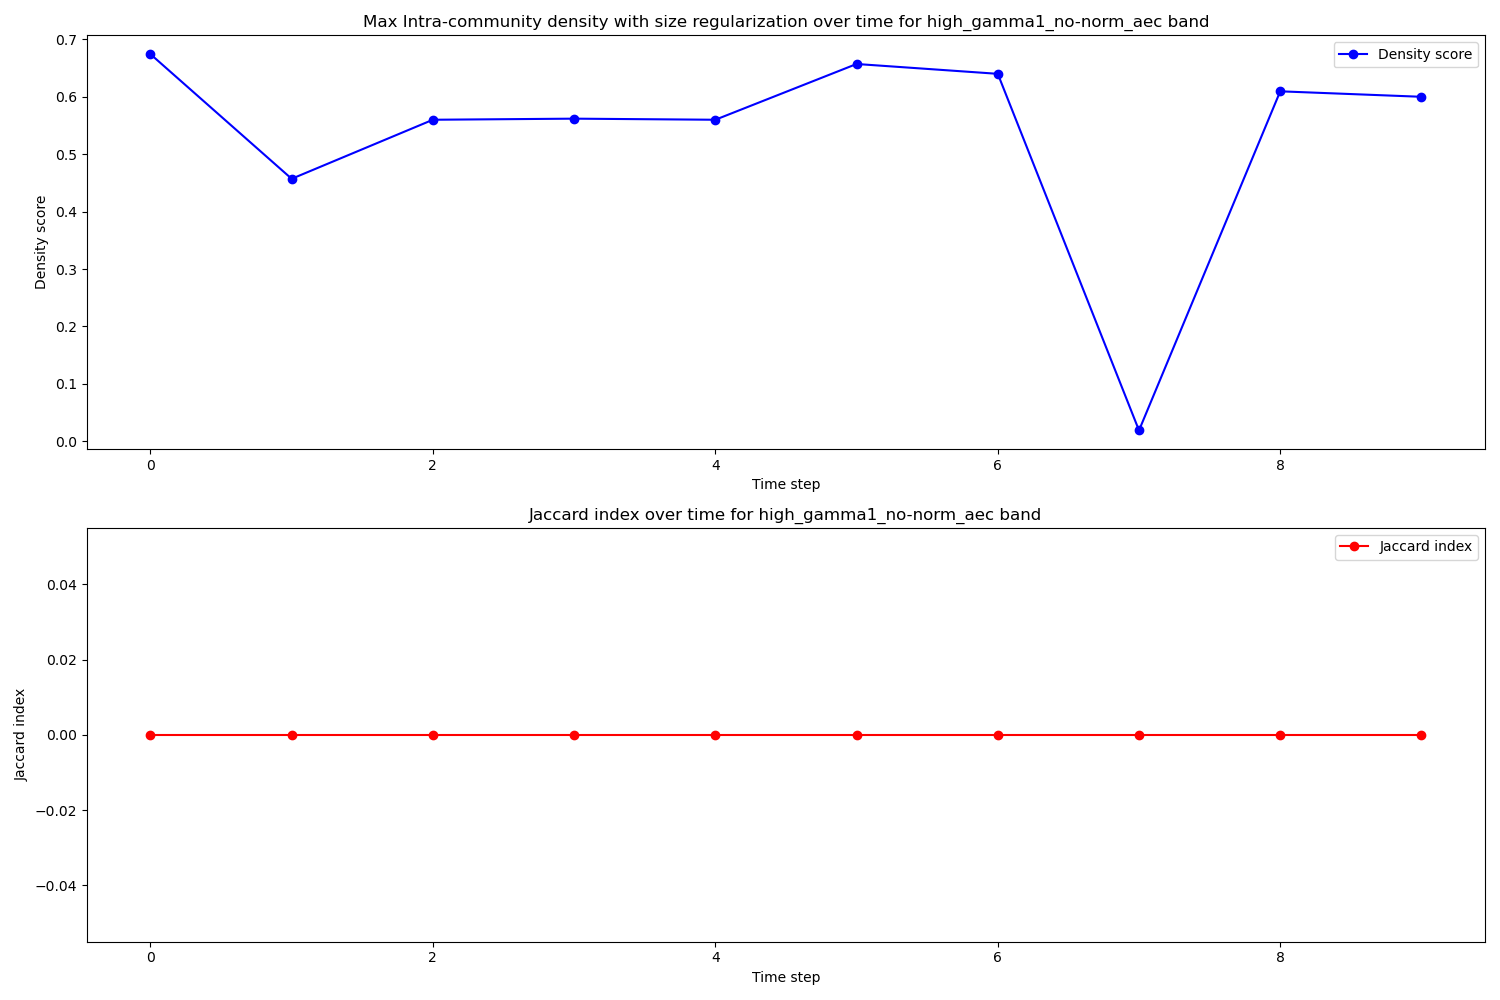 Max Intra-community density with size regularization over time for high_gamma1_no-norm_aec band
Density score
0.7
0.6
0.5
0.4
0.3
0.2
0.1
0.0
Density score
0 2 4 6 8
Time step
Jaccard index over time for high_gamma1_no-norm_aec band
Jaccard index
0.04
0.02
0.00
−0.02
−0.04
Jaccard index
0 2 4 6 8
Time step